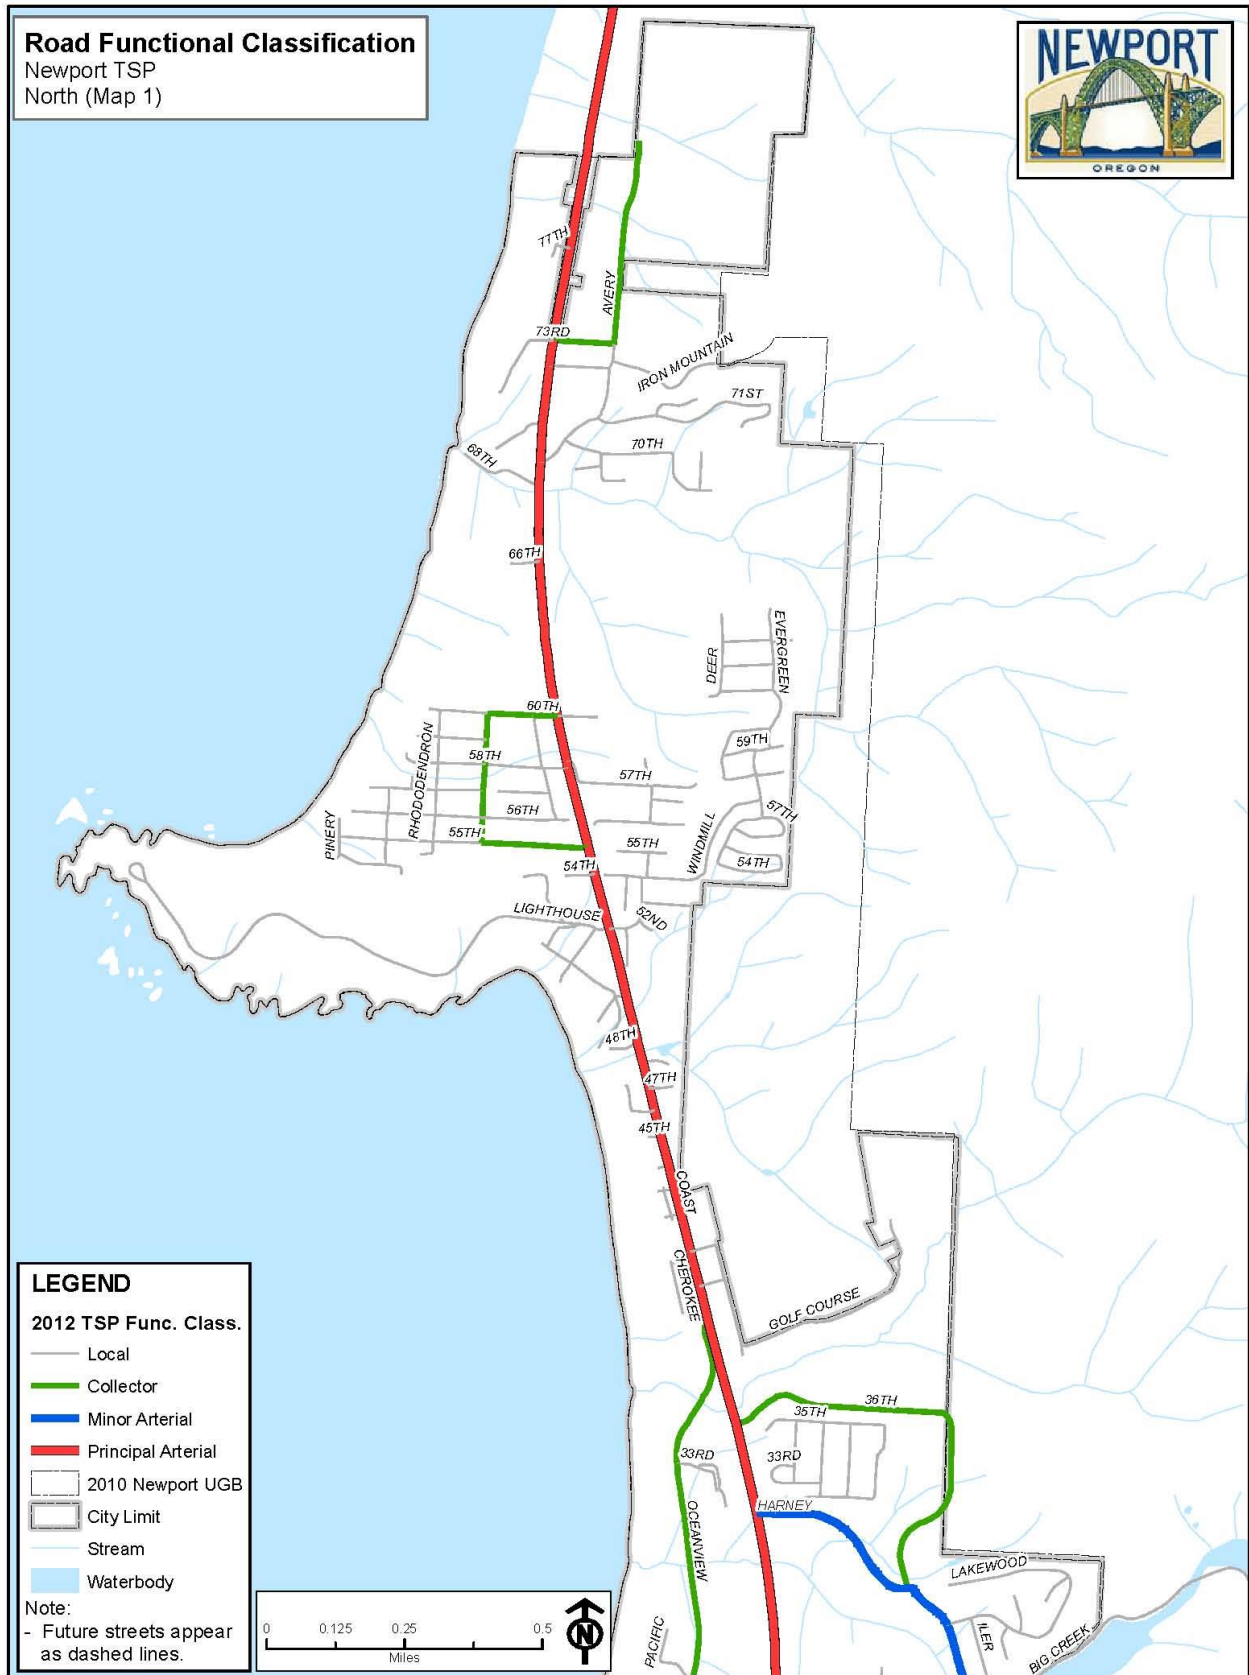 Road Functional Classification
Newport TSP
North (Map 1)
NEWPORT
OREGON
77TH
AVERY
73RD
IRON MOUNTAIN
71ST
70TH
68TH
66TH
EVERGREEN
DEER
60TH
59TH
58TH
RHODODENDRON
57TH
57TH
56TH
PINERY
55TH
55TH
WINDMILL
54TH
54TH
LIGHTHOUSE
52ND
48TH
47TH
45TH
COAST
CHEROKEE
GOLF COURSE
36TH
35TH
33RD
33RD
HARNEY
OCEANVIEW
LAKEWOOD
ILER
BIG CREEK
PACIFIC
LEGEND
2012 TSP Func. Class.
Local
Collector
Minor Arterial
Principal Arterial
2010 Newport UGB
City Limit
Stream
Waterbody
Note:
- Future streets appear
as dashed lines.
0 0.125 0.25 0.5
Miles
N